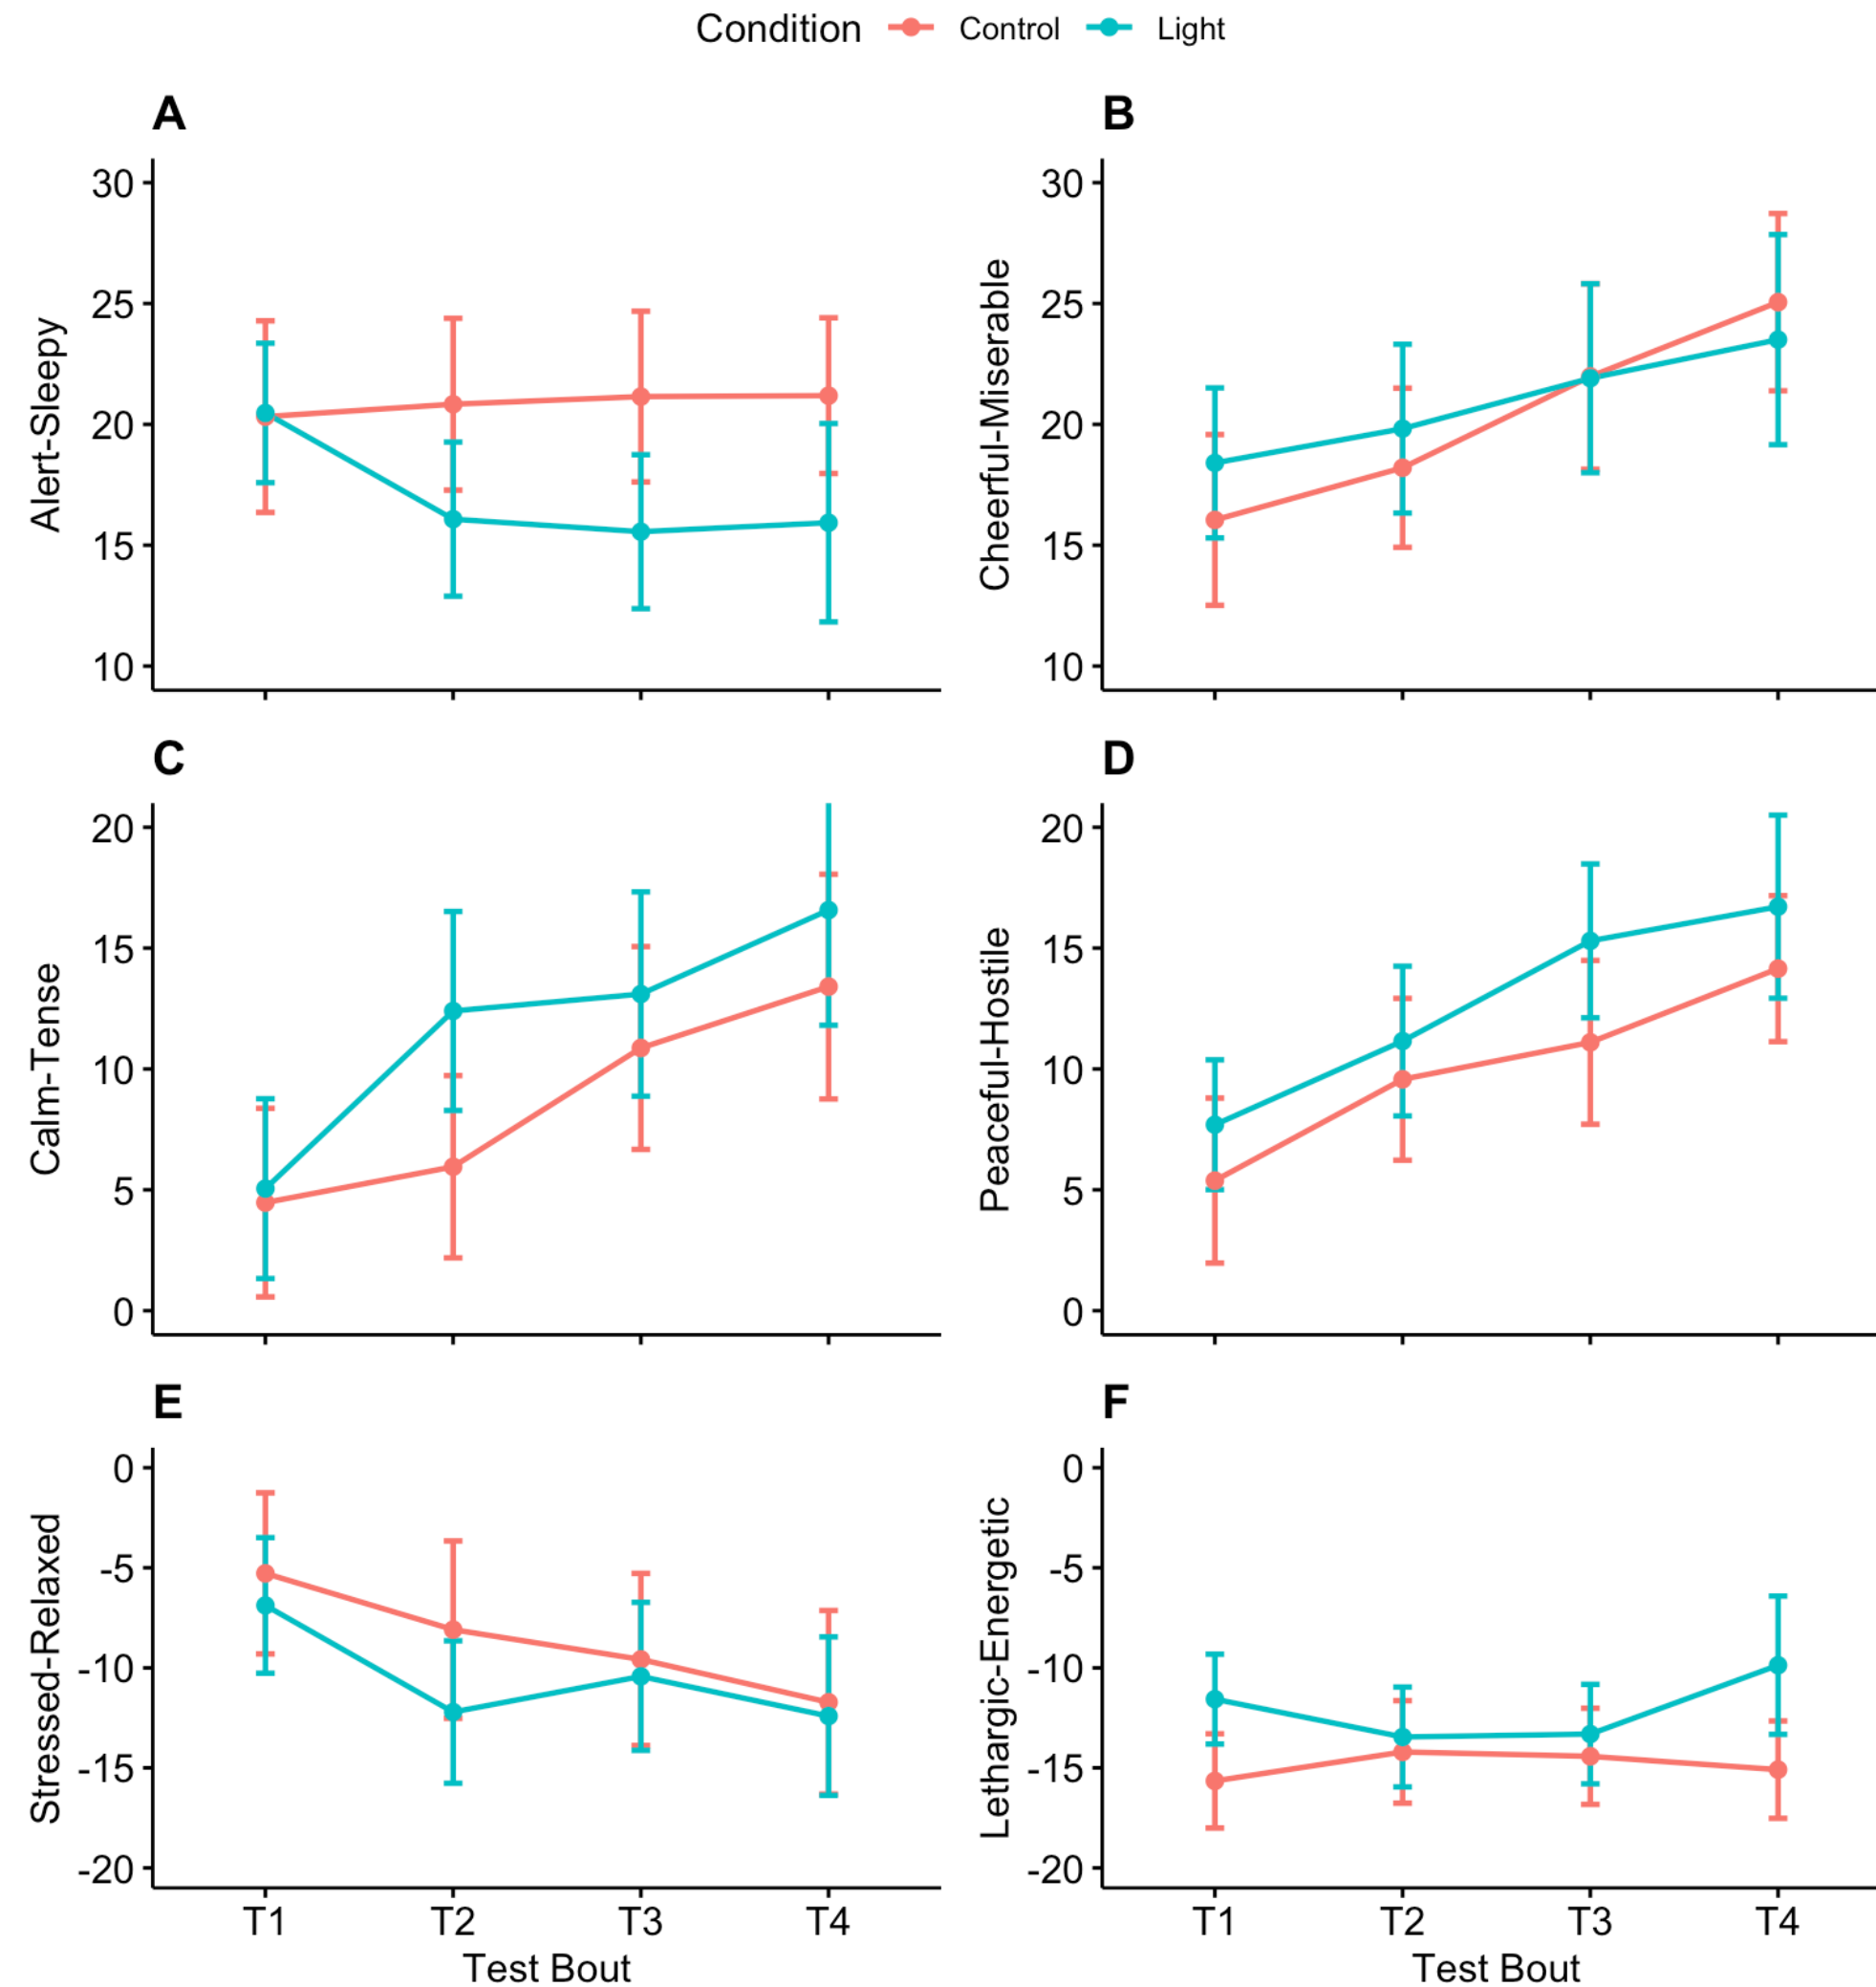 Condition Control Light
A
30
25
20
15
10
Alert-Sleepy
B
30
25
20
15
10
Cheerful-Miserable
C
20
15
10
5
0
Calm-Tense
D
20
15
10
5
0
Peaceful-Hostile
E
0
-5
-10
-15
-20
Stressed-Relaxed
T1 T2 T3 T4
Test Bout
F
0
-5
-10
-15
-20
Lethargic-Energetic
T1 T2 T3 T4
Test Bout